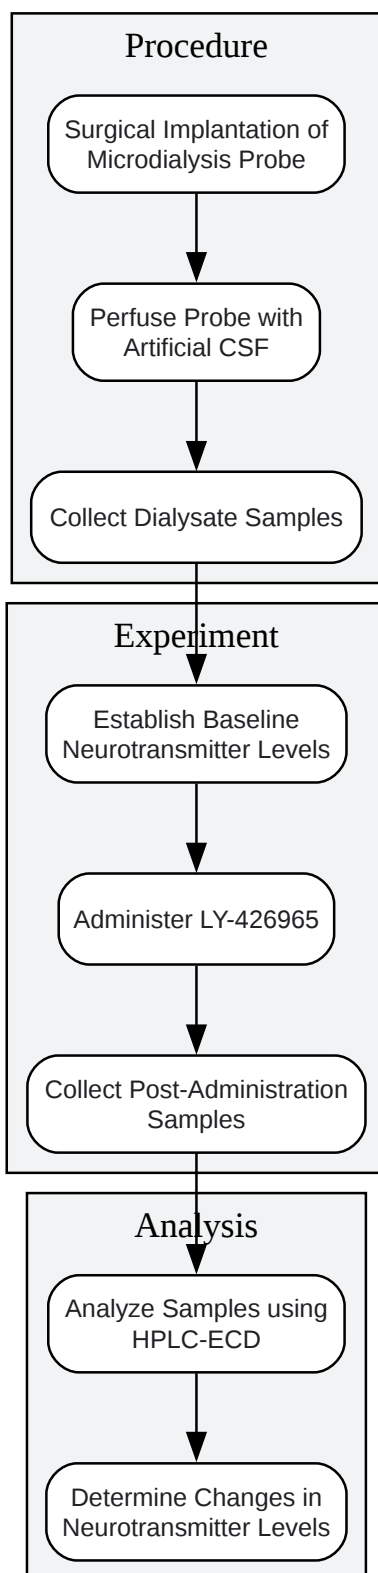 Procedure
Surgical Implantation of
Microdialysis Probe
Perfuse Probe with
Artificial CSF
Collect Dialysate Samples
Experiment
Establish Baseline
Neurotransmitter Levels
Administer LY-426965
Collect Post-Administration
Samples
Analysis
Analyze Samples using
HPLC-ECD
Determine Changes in
Neurotransmitter Levels